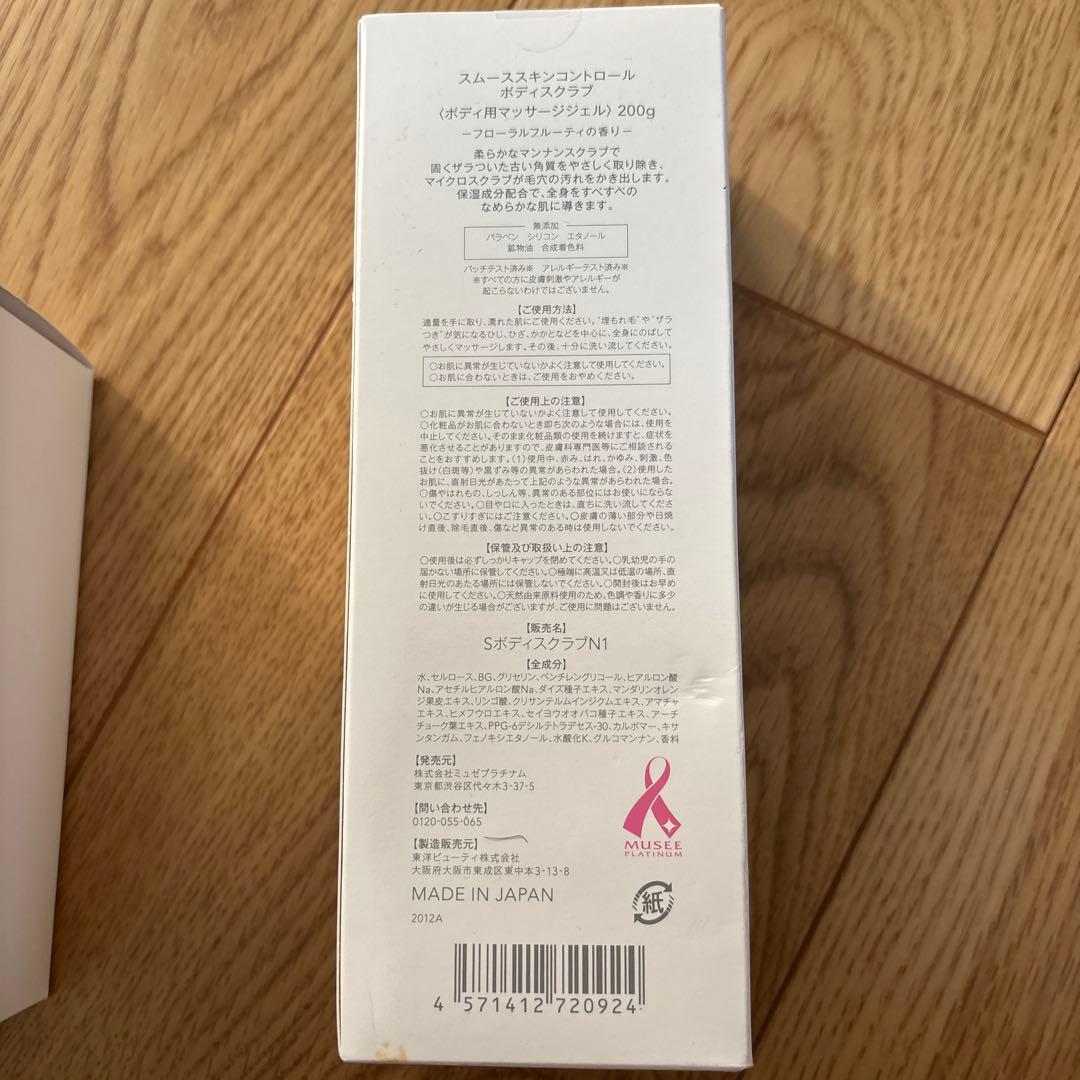 スムーススキンコントロール
ボディスクラブ
〈ボディ用マッサージジェル〉200g
－フローラルフルーティの香り－
柔らかなマンナンスクラブで
固くザラついた古い角質をやさしく取り除き、
マイクロスクラブが毛穴の汚れをかき出します。
保湿成分配合で、全身をすべすべの
なめらかな肌に導きます。
無添加
パラベン シリコン エタノール
鉱物油 合成着色料
パッチテスト済み※ アレルギーテスト済み※
※すべての方に皮膚刺激やアレルギーが
起こらないわけではございません。
【ご使用方法】
適量を手に取り、濡れた肌にご使用ください。"埋もれ毛"や"ザラ
つき"が気になるひじ、ひざ、かかとなどを中心に、全身にのばして
やさしくマッサージします。その後、十分に洗い流してください。
○お肌に異常が生じていないかよく注意して使用してください。
○お肌に合わないときは、ご使用をおやめください。
【ご使用上の注意】
○お肌に異常が生じていないかよく注意して使用してください。
○化粧品がお肌に合わないとき即ち次のような場合には、使用を
中止してください。そのまま化粧品類の使用を続けますと、症状を
悪化させることがありますので、皮膚科専門医等にご相談される
ことをおすすめします。（1）使用中、赤み、はれ、かゆみ、刺激、色
抜け（白斑等）や黒ずみ等の異常があらわれた場合。（2）使用した
お肌に、直射日光があたって上記のような異常があらわれた場合。
○傷やはれもの、しっしん等、異常のある部位にはお使いにならな
いでください。○目や口に入ったときは、直ちに洗い流してくださ
い。○こすりすぎにはご注意ください。○皮膚の薄い部分や日焼
け直後、除毛直後、傷など異常のある時は使用しないでください。
【保管及び取扱い上の注意】
○使用後は必ずしっかりキャップを閉めてください。○乳幼児の手の
届かない場所に保管してください。○極端に高温又は低温の場所、直
射日光のあたる場所には保管しないでください。○開封後はお早め
に使用してください。○天然由来原料使用のため、色調や香りに多少
の違いが生じる場合がございますが、ご使用に問題はございません。
【販売名】
SボディスクラブN1
【全成分】
水、セルロース、BG、グリセリン、ペンチレングリコール、ヒアルロン酸
Na、アセチルヒアルロン酸Na、ダイズ種子エキス、マンダリンオレン
ジ果皮エキス、リンゴ酸、クリサンテルムインジクムエキス、アマチャ
エキス、ヒメフウロエキス、セイヨウオオバコ種子エキス、アーチ
チョーク葉エキス、PPG-6デシルテトラデセス-30、カルボマー、キサ
ンタンガム、フェノキシエタノール、水酸化K、グルコマンナン、香料
【発売元】
株式会社ミュゼプラチナム
東京都渋谷区代々木3-37-5
【問い合わせ先】
0120-055-065
【製造販売元】
東洋ビューティ株式会社
大阪府大阪市東成区東中本3-13-8
MADE IN JAPAN
2012A
MUSEE
PLATINUM
紙
4 571412 720924